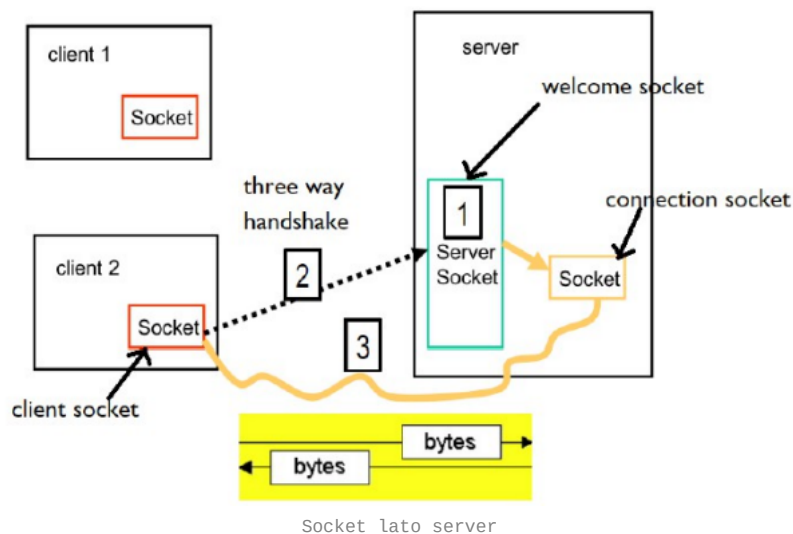 client 1
Socket
server
welcome socket
three way
handshake
1
Server
Socket
connection socket
Socket
client 2
2
Socket
3
client socket
bytes
bytes
Socket lato server